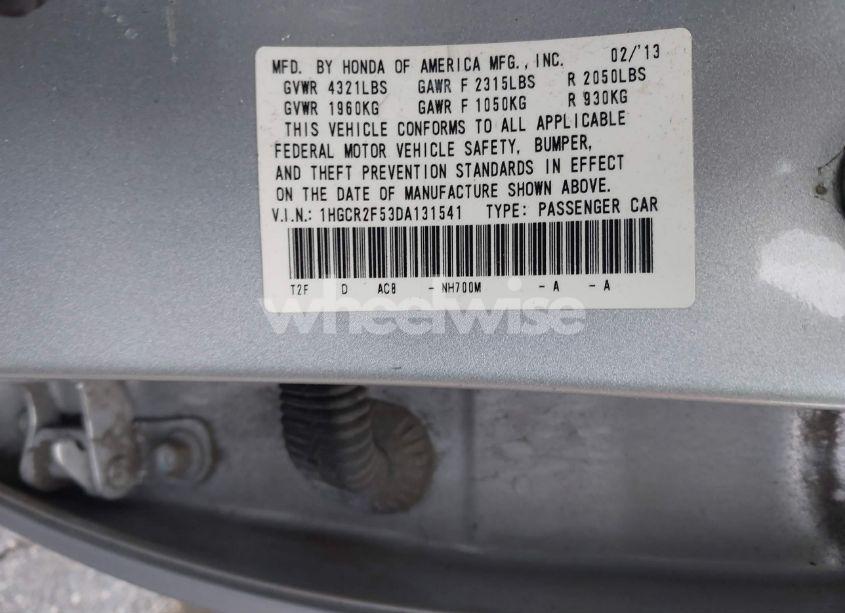 MFD. BY HONDA OF AMERICA MFG., INC. 02/'13
GVWR 4321LBS GAWR F 2315LBS R 2050LBS
GVWR 1960KG GAWR F 1050KG R 930KG
THIS VEHICLE CONFORMS TO ALL APPLICABLE
FEDERAL MOTOR VEHICLE SAFETY, BUMPER,
AND THEFT PREVENTION STANDARDS IN EFFECT
ON THE DATE OF MANUFACTURE SHOWN ABOVE.
V.I.N.: 1HGCR2F53DA131541 TYPE: PASSENGER CAR
T2F D AC8 - NH700M - A - A
wheelwise